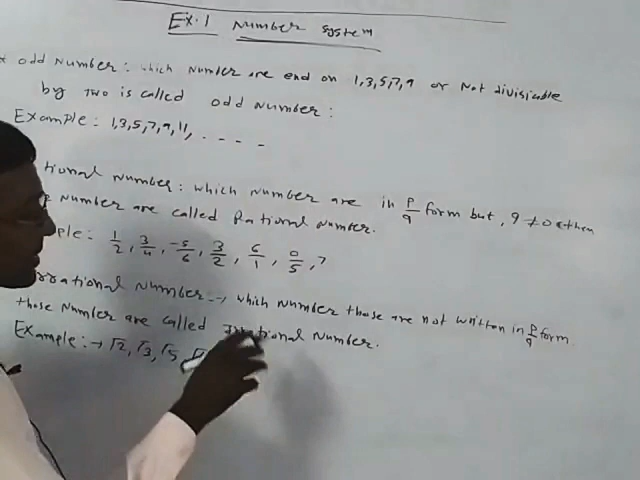 Ex.1 Number system
* odd Number: which Number are end on 1,3,5,7,9 or Not divisiable
by Two is called odd Number:
Example: 1,3,5,7,9,11, . . . .
tional Number: which Number are in p/q form but, q ≠ 0 then
Number are called Rational Number.
ple: 1/2, 3/4, -5/6, 3/2, 6/1, 0/5, 7
rrational Number → which Number those are not written in p/q form
those Number are called Irrational Number.
Example: → √2, √3, √5,